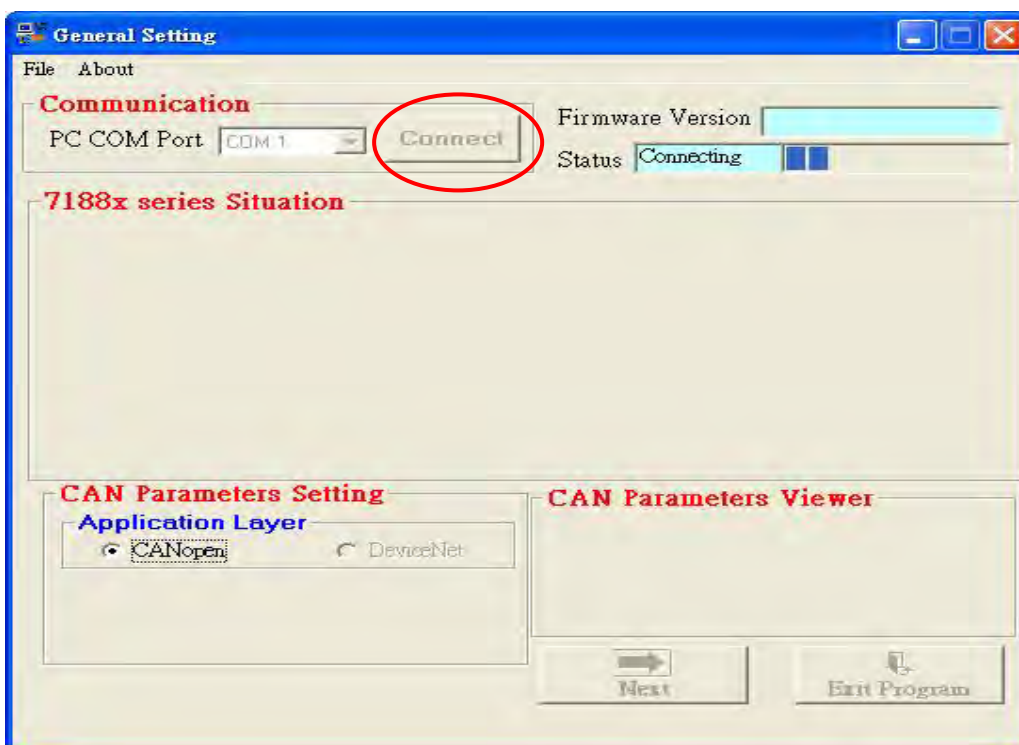 General Setting
File About
Communication
PC COM Port COM 1 Connect
Firmware Version
Status Connecting
7188x series Situation
CAN Parameters Setting
Application Layer
CANopen DeviceNet
CAN Parameters Viewer
Next Exit Program